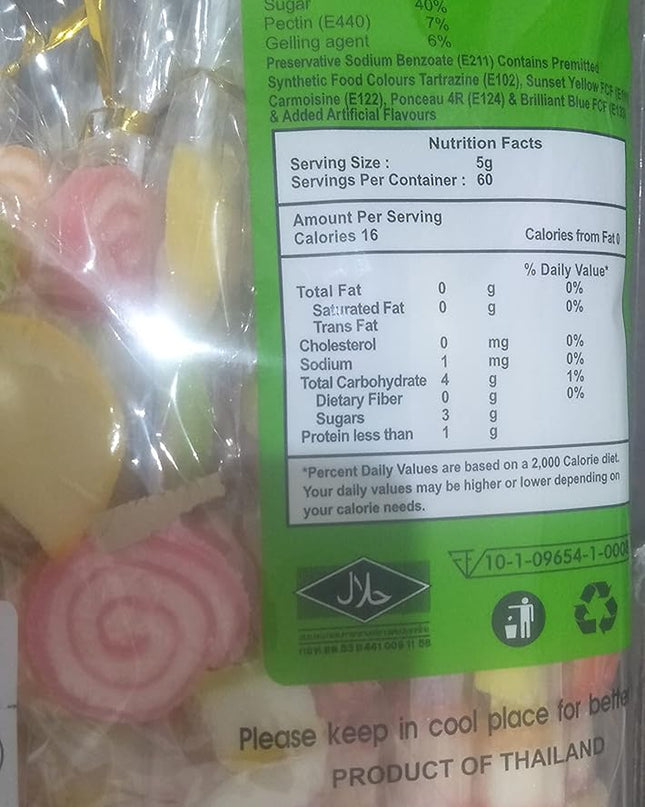 Sugar 40%
Pectin (E440) 7%
Gelling agent 6%
Preservative Sodium Benzoate (E211) Contains Premitted
Synthetic Food Colours Tartrazine (E102), Sunset Yellow FCF
Carmoisine (E122), Ponceau 4R (E124) & Brilliant Blue FCF
& Added Artificial Flavours
Nutrition Facts
Serving Size : 5g
Servings Per Container : 60
Amount Per Serving
Calories 16 Calories from Fat 0
% Daily Value*
Total Fat 0 g 0%
Saturated Fat 0 g 0%
Trans Fat
Cholesterol 0 mg 0%
Sodium 1 mg 0%
Total Carbohydrate 4 g 1%
Dietary Fiber 0 g 0%
Sugars 3 g
Protein less than 1 g
*Percent Daily Values are based on a 2,000 Calorie diet.
Your daily values may be higher or lower depending on
your calorie needs.
حلال
10-1-09654-1-000
Please keep in cool place for
PRODUCT OF THAILAND